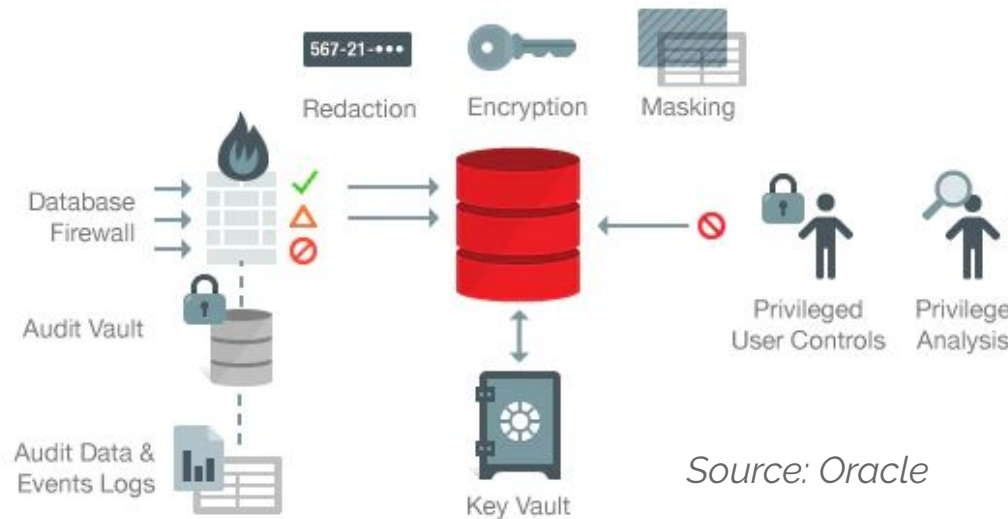 567-21-•••
Redaction
Encryption
Masking
Database
Firewall
Audit Vault
Privileged
User Controls
Privilege
Analysis
Audit Data &
Events Logs
Key Vault
Source: Oracle